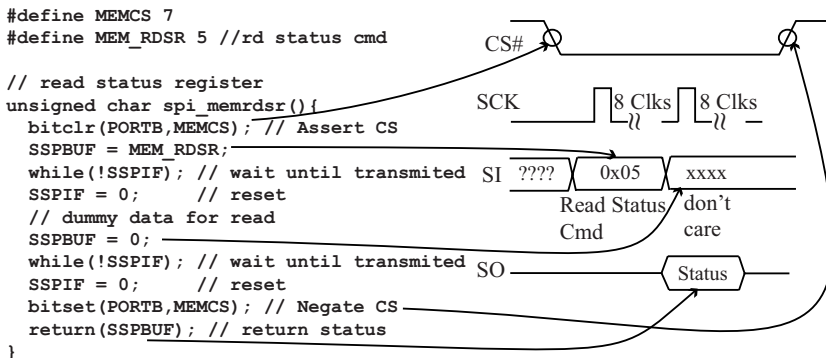 #define MEMCS 7
#define MEM_RDSR 5 //rd status cmd
// read status register
unsigned char spi_memrdsr(){
bitclr(PORTB,MEMCS); // Assert CS
SSPBUF = MEM_RDSR;
while(!SSPIF); // wait until transmited
SSPIF = 0; // reset
// dummy data for read
SSPBUF = 0;
while(!SSPIF); // wait until transmited
SSPIF = 0; // reset
bitset(PORTB,MEMCS); // Negate CS
return(SSPBUF); // return status
}
CS#
SCK
8 Clks
8 Clks
SI
????
0x05
xxxx
Read Status
Cmd
don't
care
SO
Status